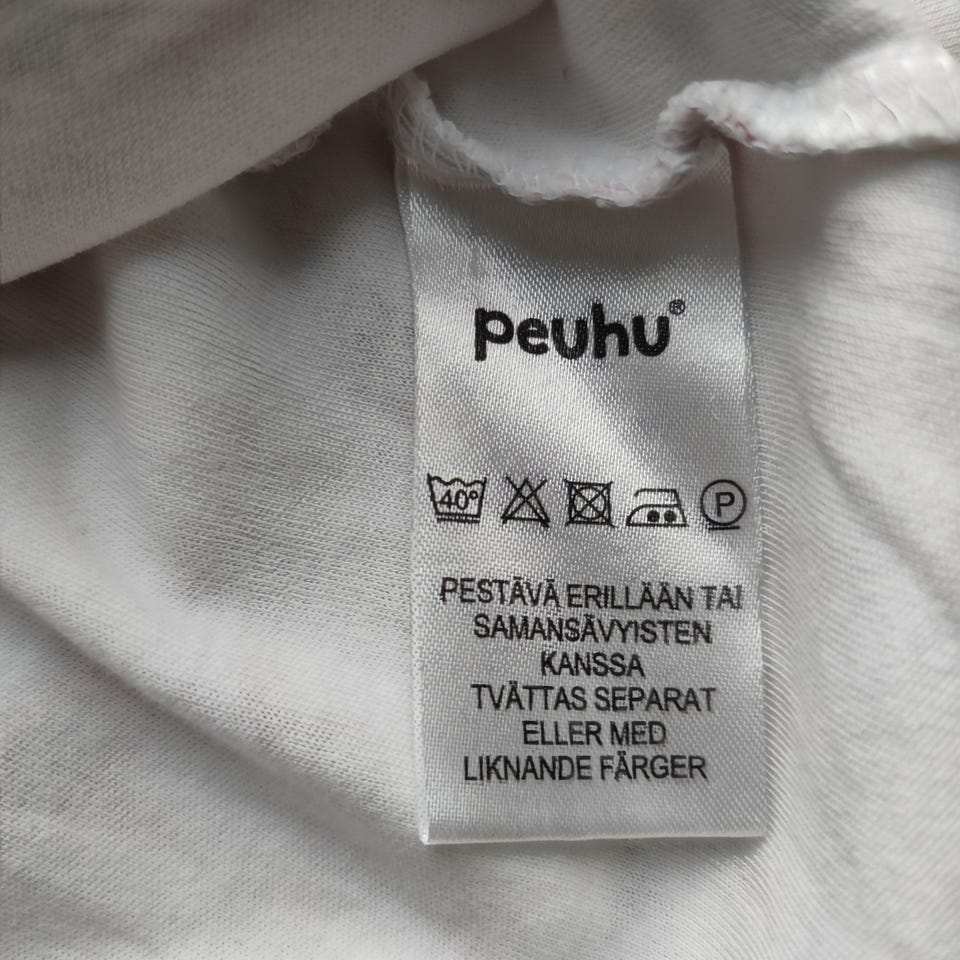 peuhu®
40° P
PESTÄVÄ ERILLÄÄN TAI
SAMANSÄVYISTEN
KANSSA
TVÄTTAS SEPARAT
ELLER MED
LIKNANDE FÄRGER